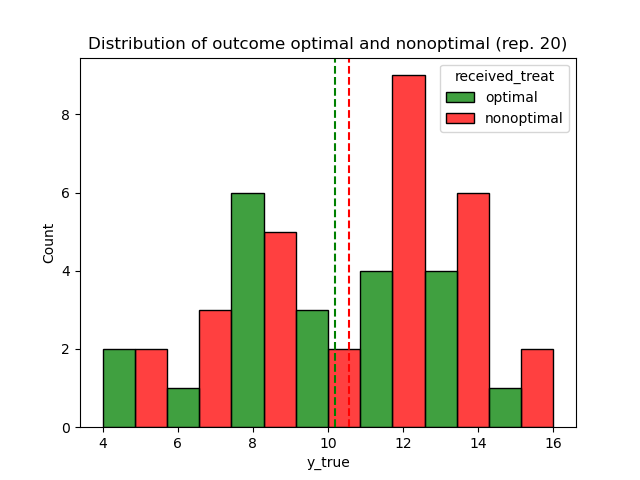 Distribution of outcome optimal and nonoptimal (rep. 20)
received_treat
optimal
nonoptimal
Count
8
6
4
2
0
4 6 8 10 12 14 16
y_true